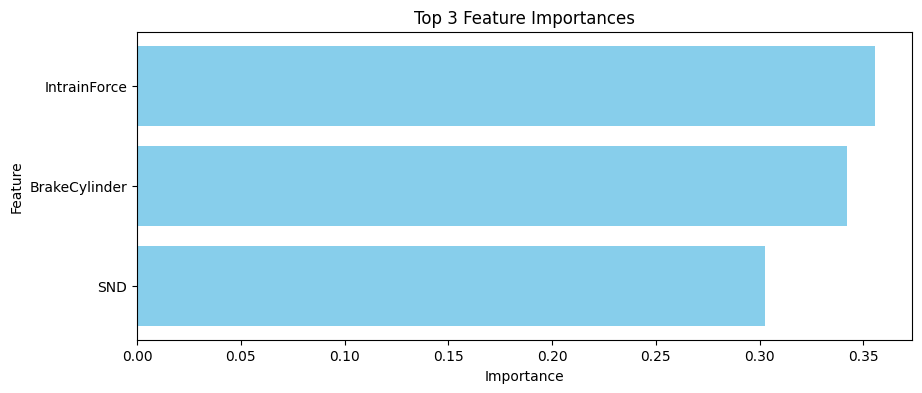 Top 3 Feature Importances
Feature
IntrainForce
BrakeCylinder
SND
0.00 0.05 0.10 0.15 0.20 0.25 0.30 0.35
Importance